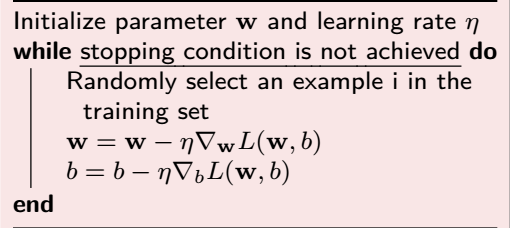 Initialize parameter w and learning rate η
while stopping condition is not achieved do
Randomly select an example i in the
training set
w = w − η∇wL(w, b)
b = b − η∇bL(w, b)
end